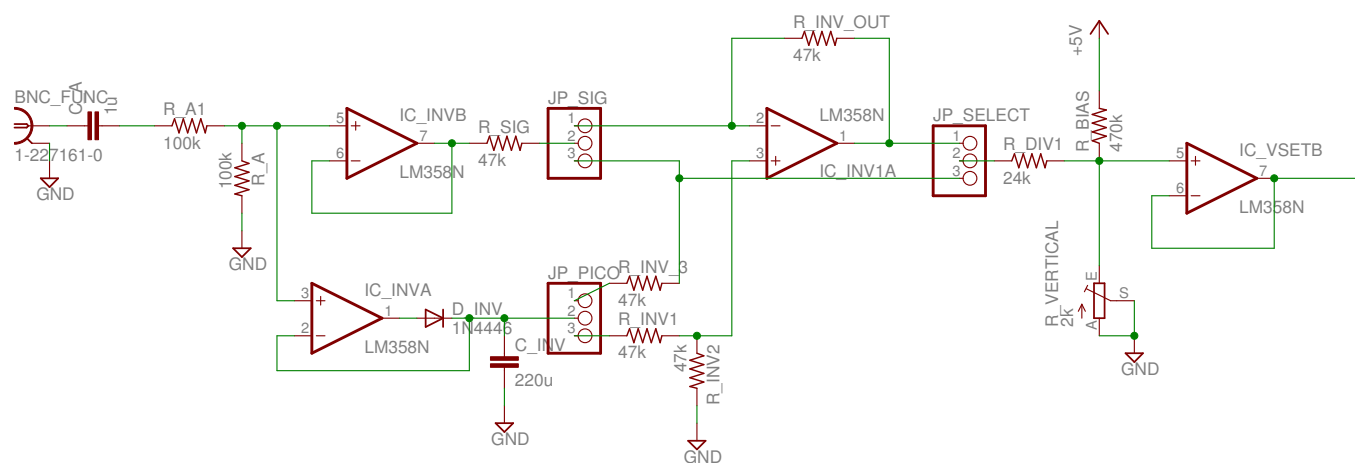 BNC_FUNC
C_A
1u
1-227161-0
GND
R_A1
100k
100k
R_A
GND
5
+
6
−
7
IC_INVB
LM358N
R_SIG
47k
JP_SIG
1
2
3
3
+
2
−
1
IC_INVA
LM358N
D_INV
1N4446
C_INV
220u
GND
JP_PICO
1
2
3
R_INV_3
47k
R_INV1
47k
47k
R_INV2
GND
R_INV_OUT
47k
2
−
3
+
1
LM358N
IC_INV1A
JP_SELECT
1
2
3
R_DIV1
24k
+5V
R_BIAS
470k
R_VERTICAL
2k
E
S
A
GND
5
+
6
−
7
IC_VSETB
LM358N